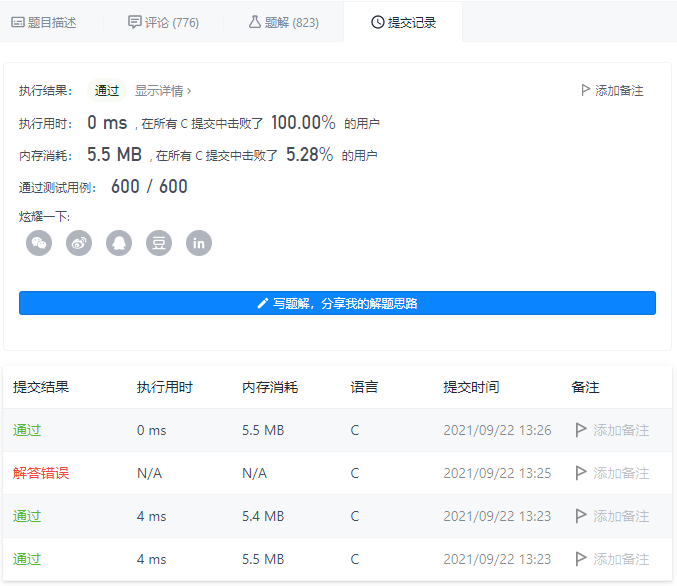 题目描述 评论 (776) 题解 (823) 提交记录
执行结果： 通过 显示详情 › 添加备注
执行用时： 0 ms , 在所有 C 提交中击败了 100.00% 的用户
内存消耗： 5.5 MB , 在所有 C 提交中击败了 5.28% 的用户
通过测试用例： 600 / 600
炫耀一下:
豆 in
写题解，分享我的解题思路
提交结果 执行用时 内存消耗 语言 提交时间 备注
通过 0 ms 5.5 MB C 2021/09/22 13:26 添加备注
解答错误 N/A N/A C 2021/09/22 13:25 添加备注
通过 4 ms 5.4 MB C 2021/09/22 13:23 添加备注
通过 4 ms 5.5 MB C 2021/09/22 13:23 添加备注